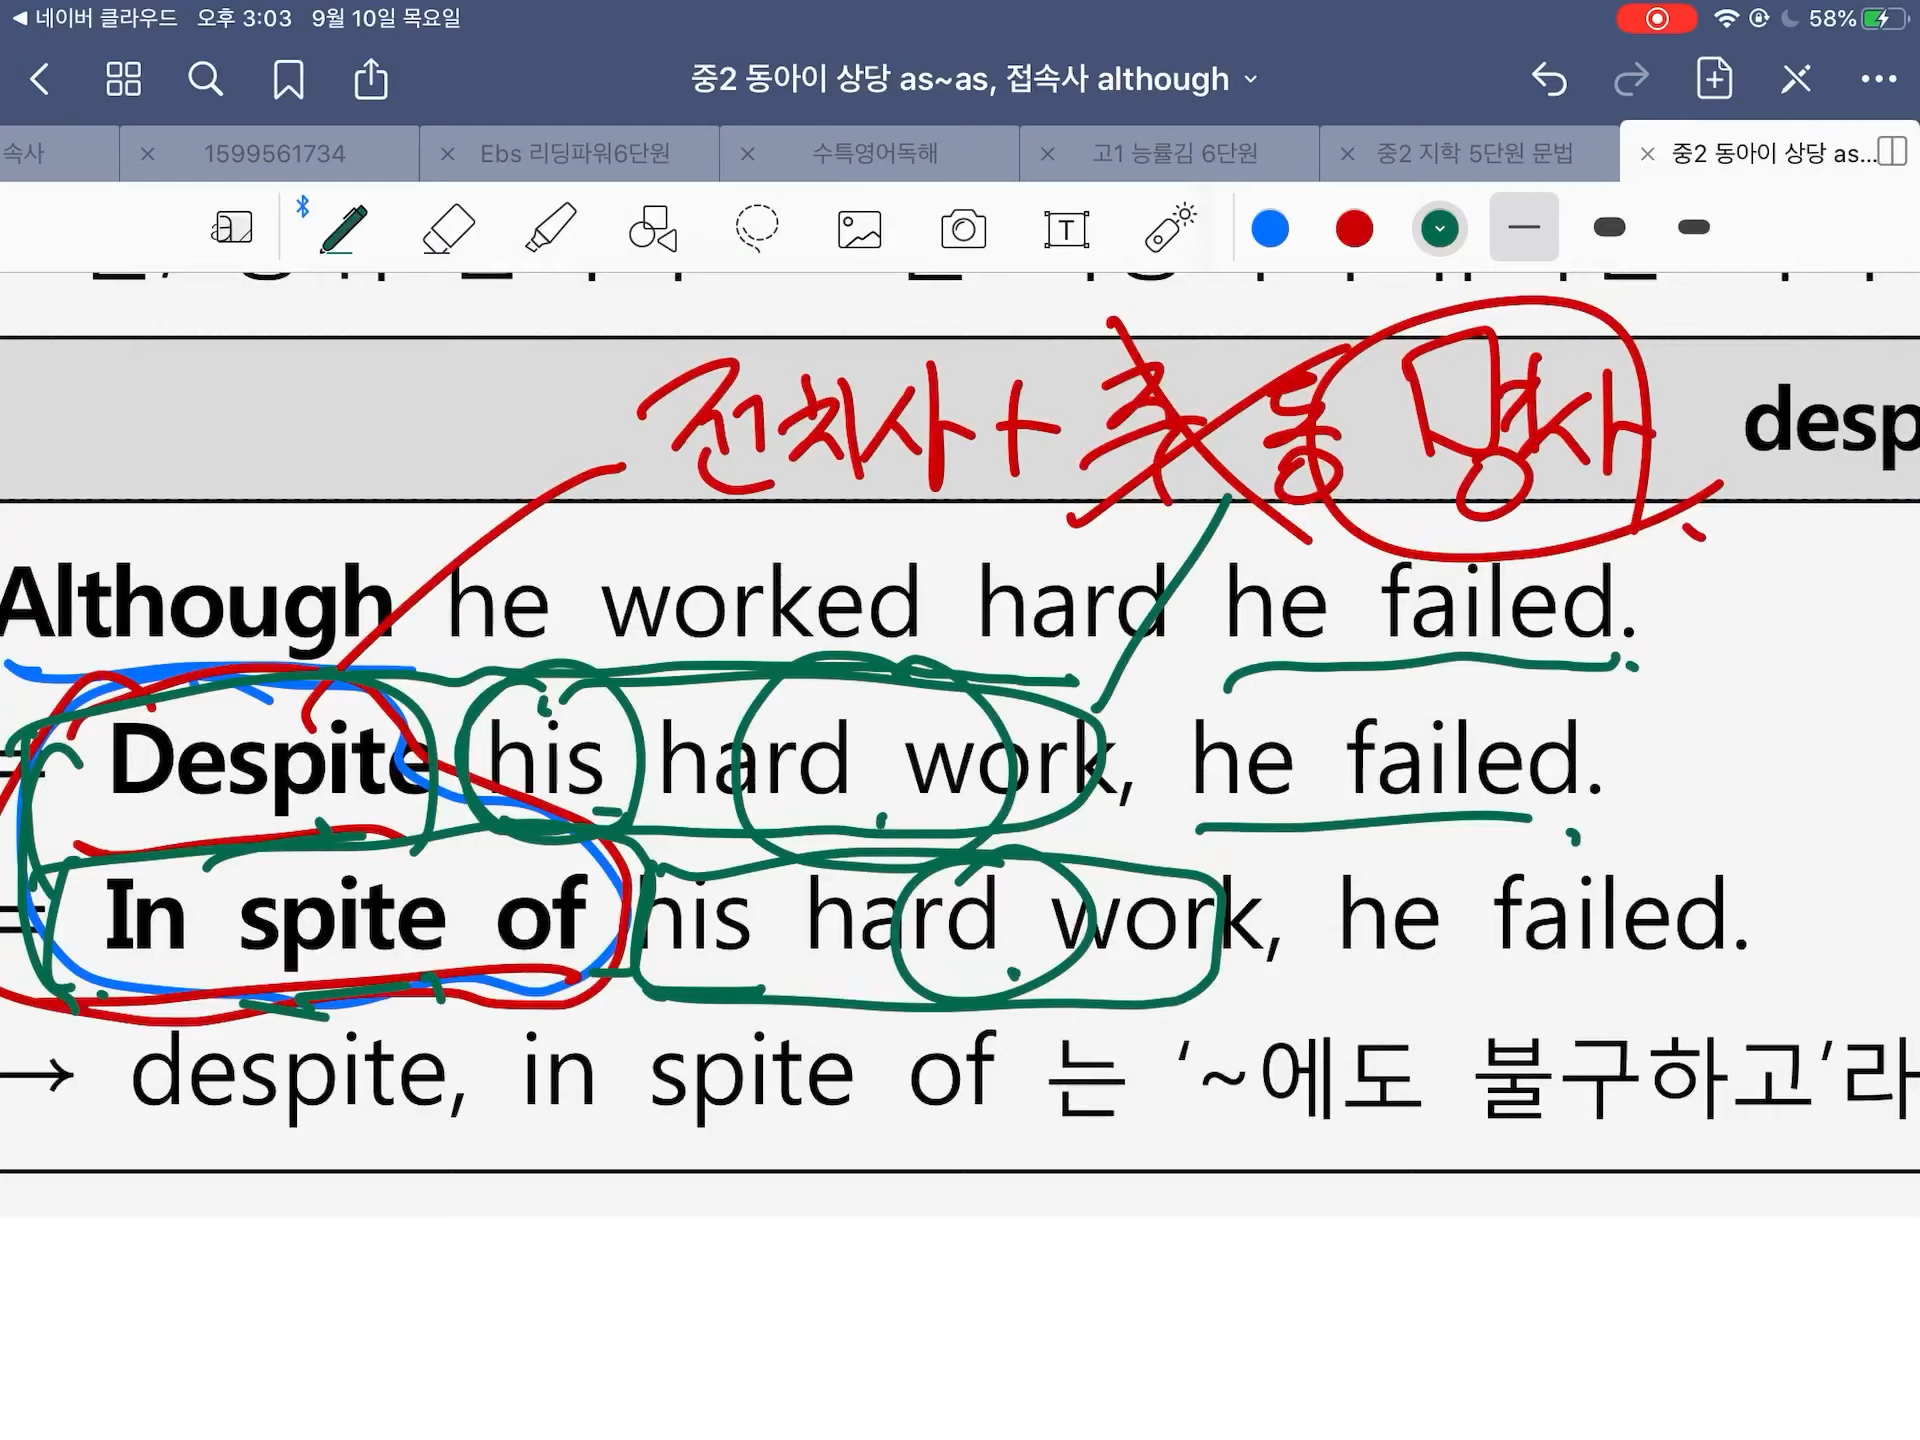 네이버 클라우드 오후 3:03 9월 10일 목요일 58%
중2 동아이 상당 as~as, 접속사 although
속사 1599561734 Ebs 리딩파워6단원 수특영어독해 고1 능률김 6단원 중2 지학 5단원 문법 중2 동아이 상당 as...
전치사 + 주 동 명사 desp
Although he worked hard he failed.
= Despite his hard work, he failed.
= In spite of his hard work, he failed.
→ despite, in spite of 는 ‘~에도 불구하고’라